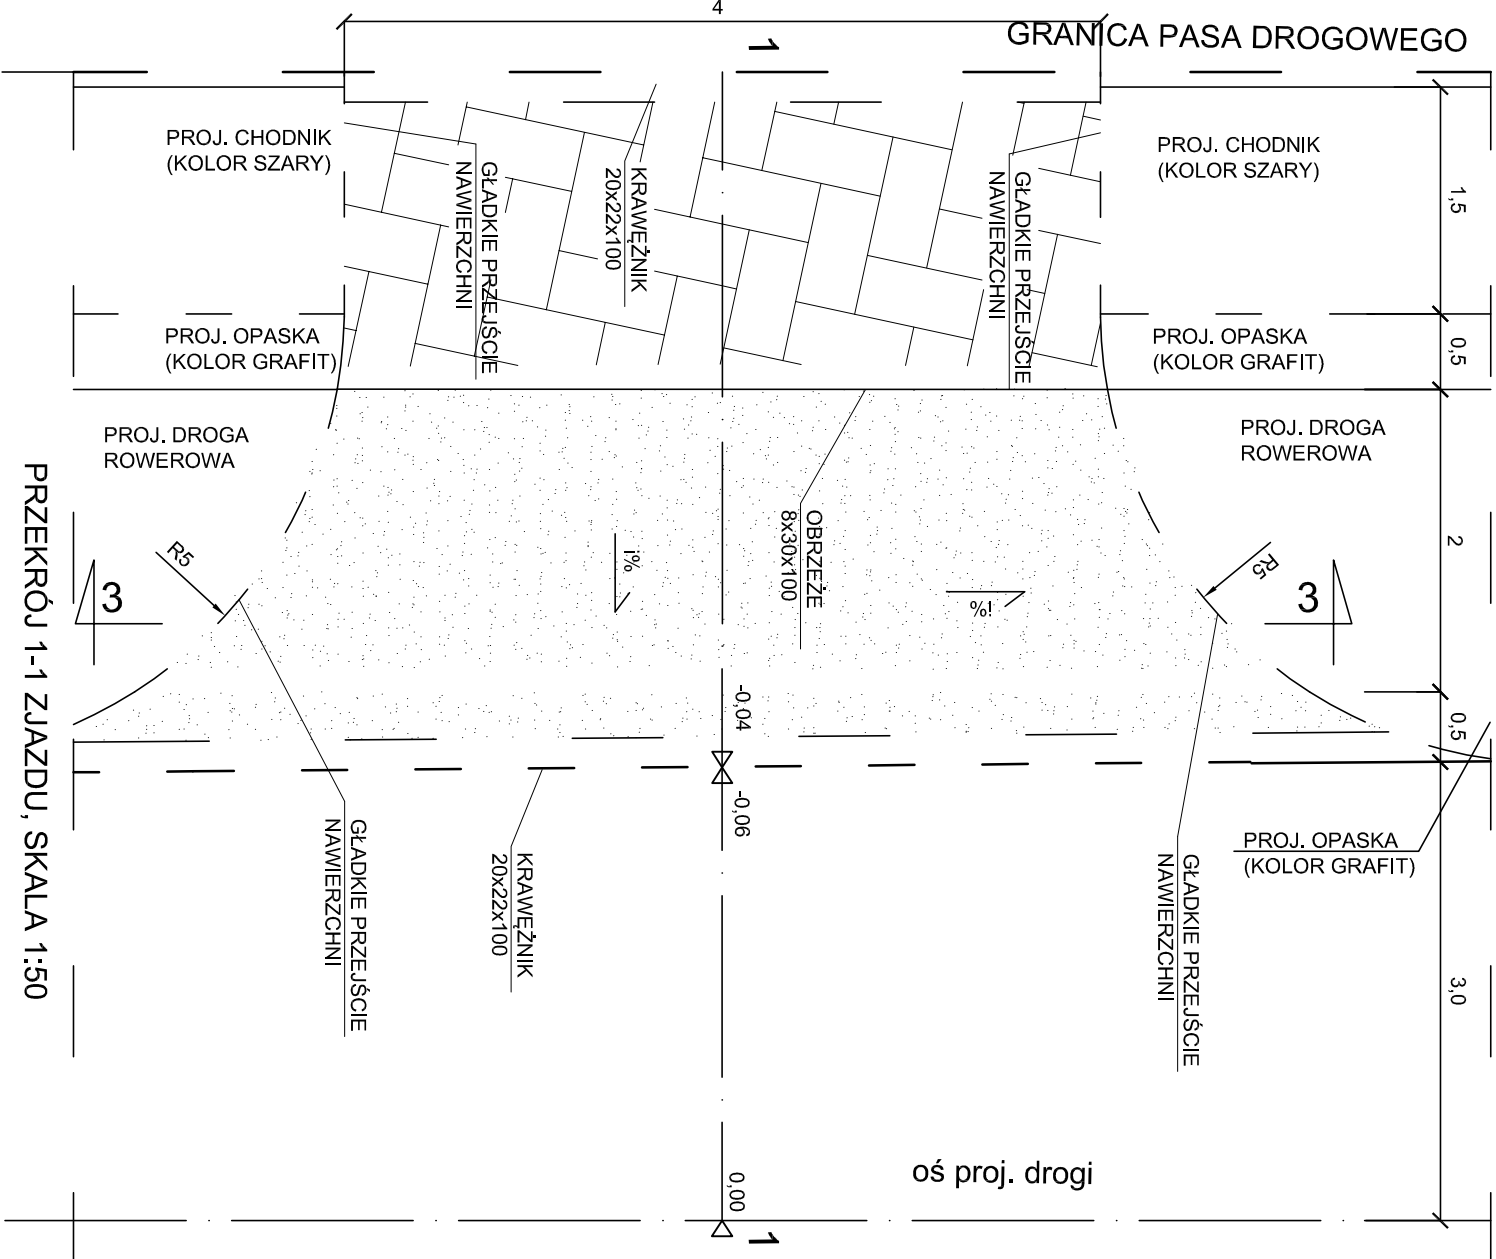 4
GRANICA PASA DROGOWEGO
1
PROJ. CHODNIK
(KOLOR SZARY)
GŁADKIE PRZEJŚCIE
NAWIERZCHNI
KRAWĘŻNIK
20x22x100
GŁADKIE PRZEJŚCIE
NAWIERZCHNI
PROJ. CHODNIK
(KOLOR SZARY)
1,5
PROJ. OPASKA
(KOLOR GRAFIT)
PROJ. OPASKA
(KOLOR GRAFIT)
0,5
PROJ. DROGA
ROWEROWA
PROJ. DROGA
ROWEROWA
2
OBRZEŻE
8x30x100
i%
i%
R5
R5
3
3
PRZEKRÓJ 1-1 ZJAZDU, SKALA 1:50
-0,04
-0,06
0,5
GŁADKIE PRZEJŚCIE
NAWIERZCHNI
KRAWĘŻNIK
20x22x100
GŁADKIE PRZEJŚCIE
NAWIERZCHNI
PROJ. OPASKA
(KOLOR GRAFIT)
3,0
oś proj. drogi
0,00
1